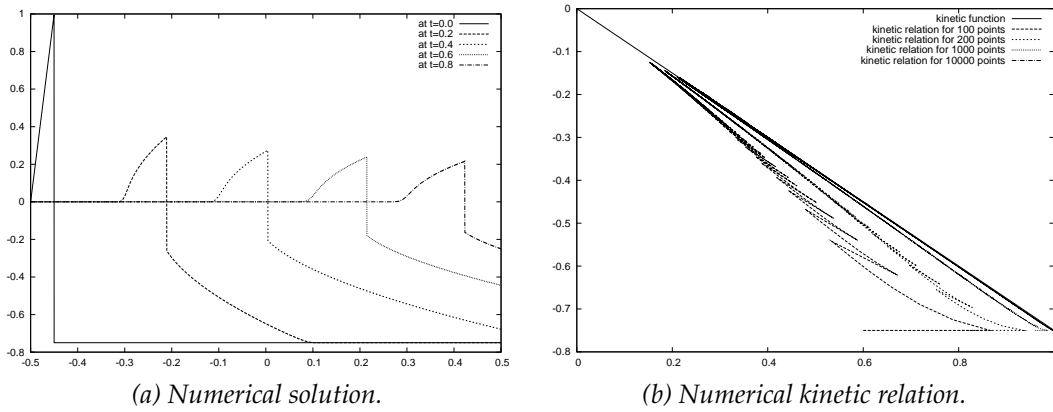 1
0.8
0.6
0.4
0.2
0
-0.2
-0.4
-0.6
-0.8
-0.5
-0.4
-0.3
-0.2
-0.1
0
0.1
0.2
0.3
0.4
0.5
at t=0.0
at t=0.2
at t=0.4
at t=0.6
at t=0.8
(a) Numerical solution.
0
-0.1
-0.2
-0.3
-0.4
-0.5
-0.6
-0.7
-0.8
0
0.2
0.4
0.6
0.8
kinetic function
kinetic relation for 100 points
kinetic relation for 200 points
kinetic relation for 1000 points
kinetic relation for 10000 points
(b) Numerical kinetic relation.